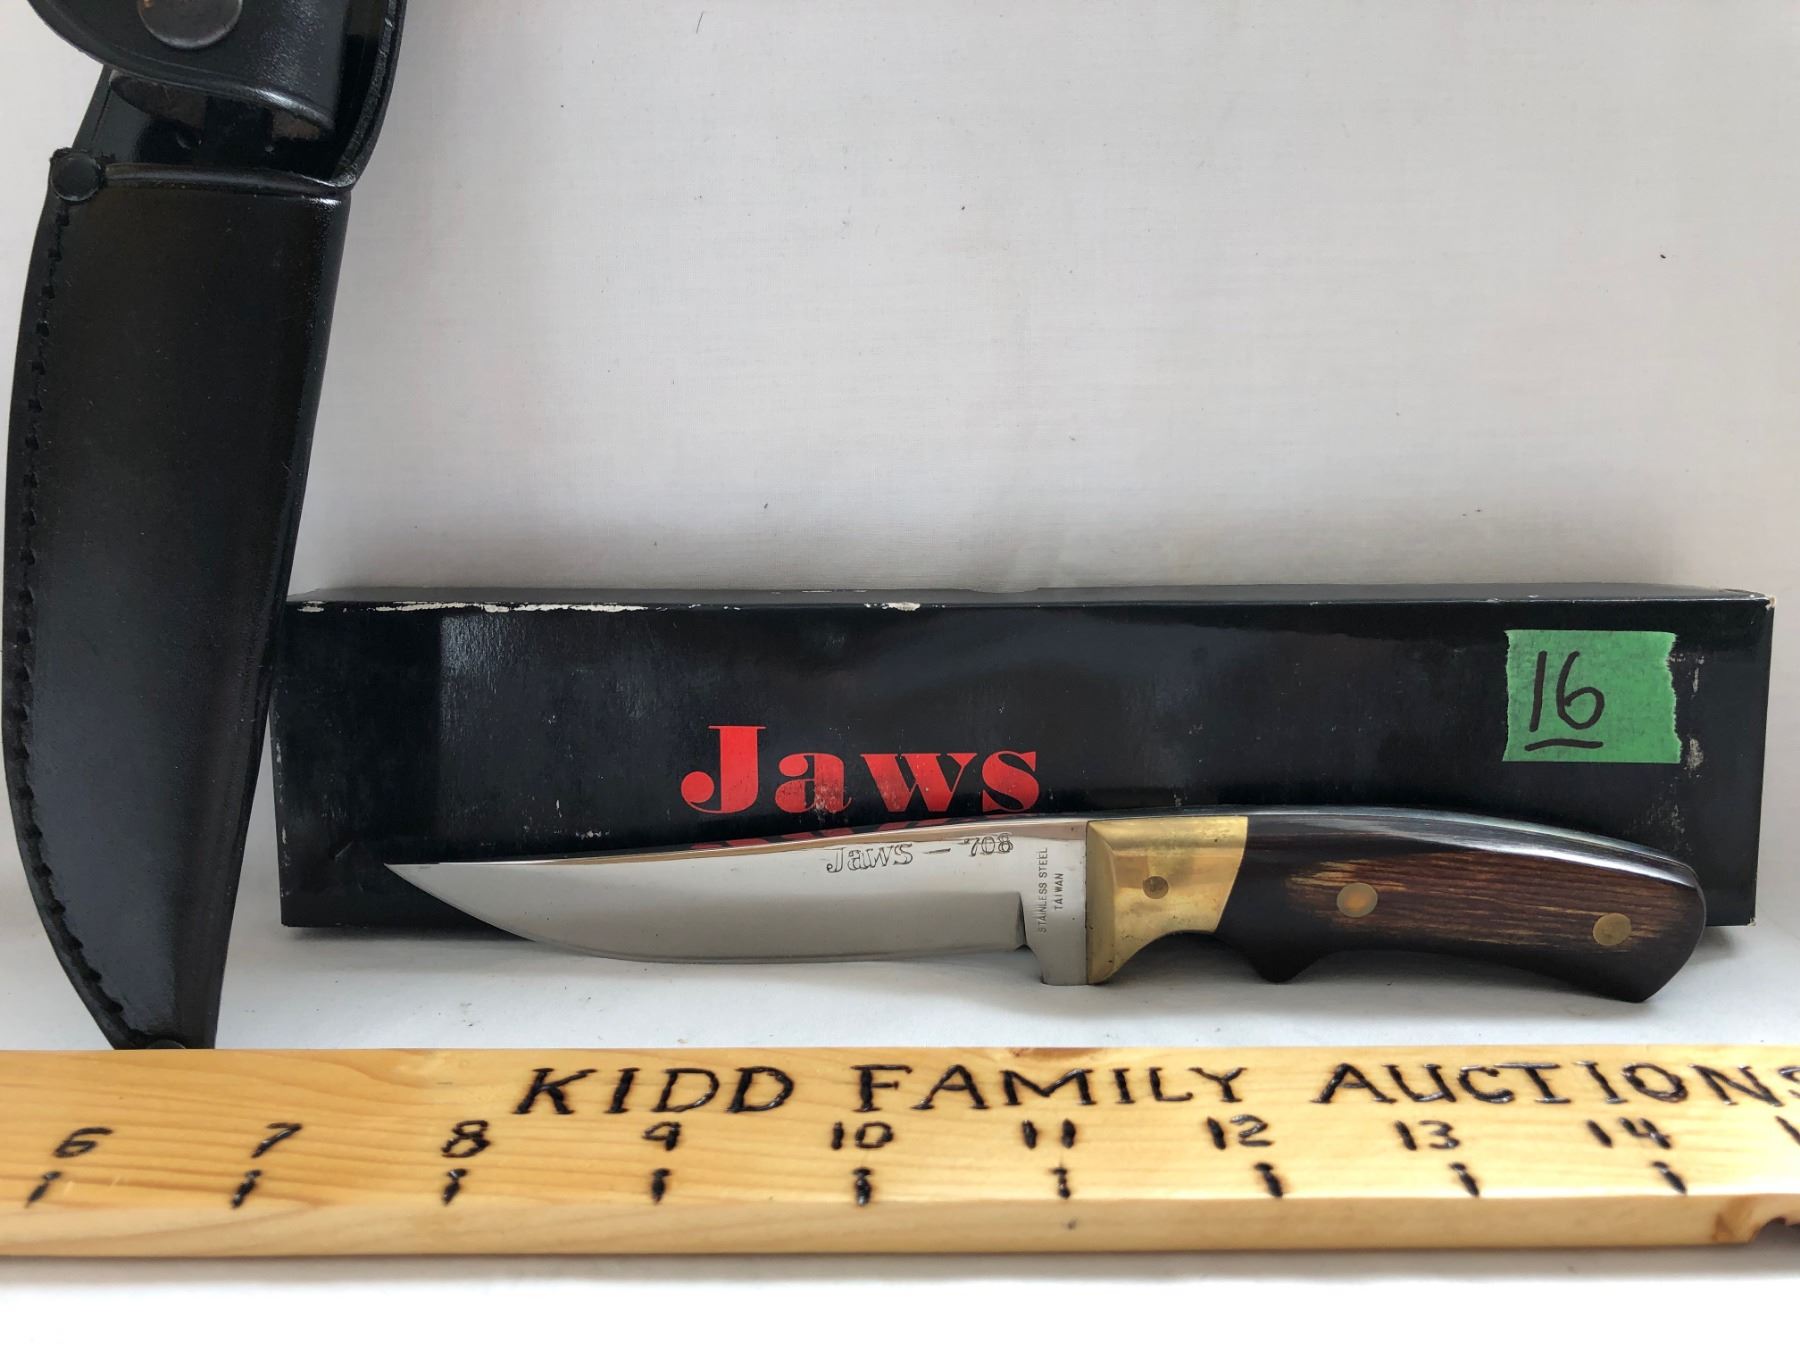 16
Jaws
Jaws - 708
STAINLESS STEEL
TAIWAN
KIDD FAMILY AUCTIONS
6 7 8 9 10 11 12 13 14